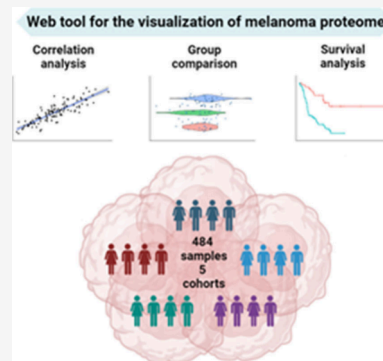 Web tool for the visualization of melanoma proteome
Correlation analysis
Group comparison
Survival analysis
484
samples
5
cohorts